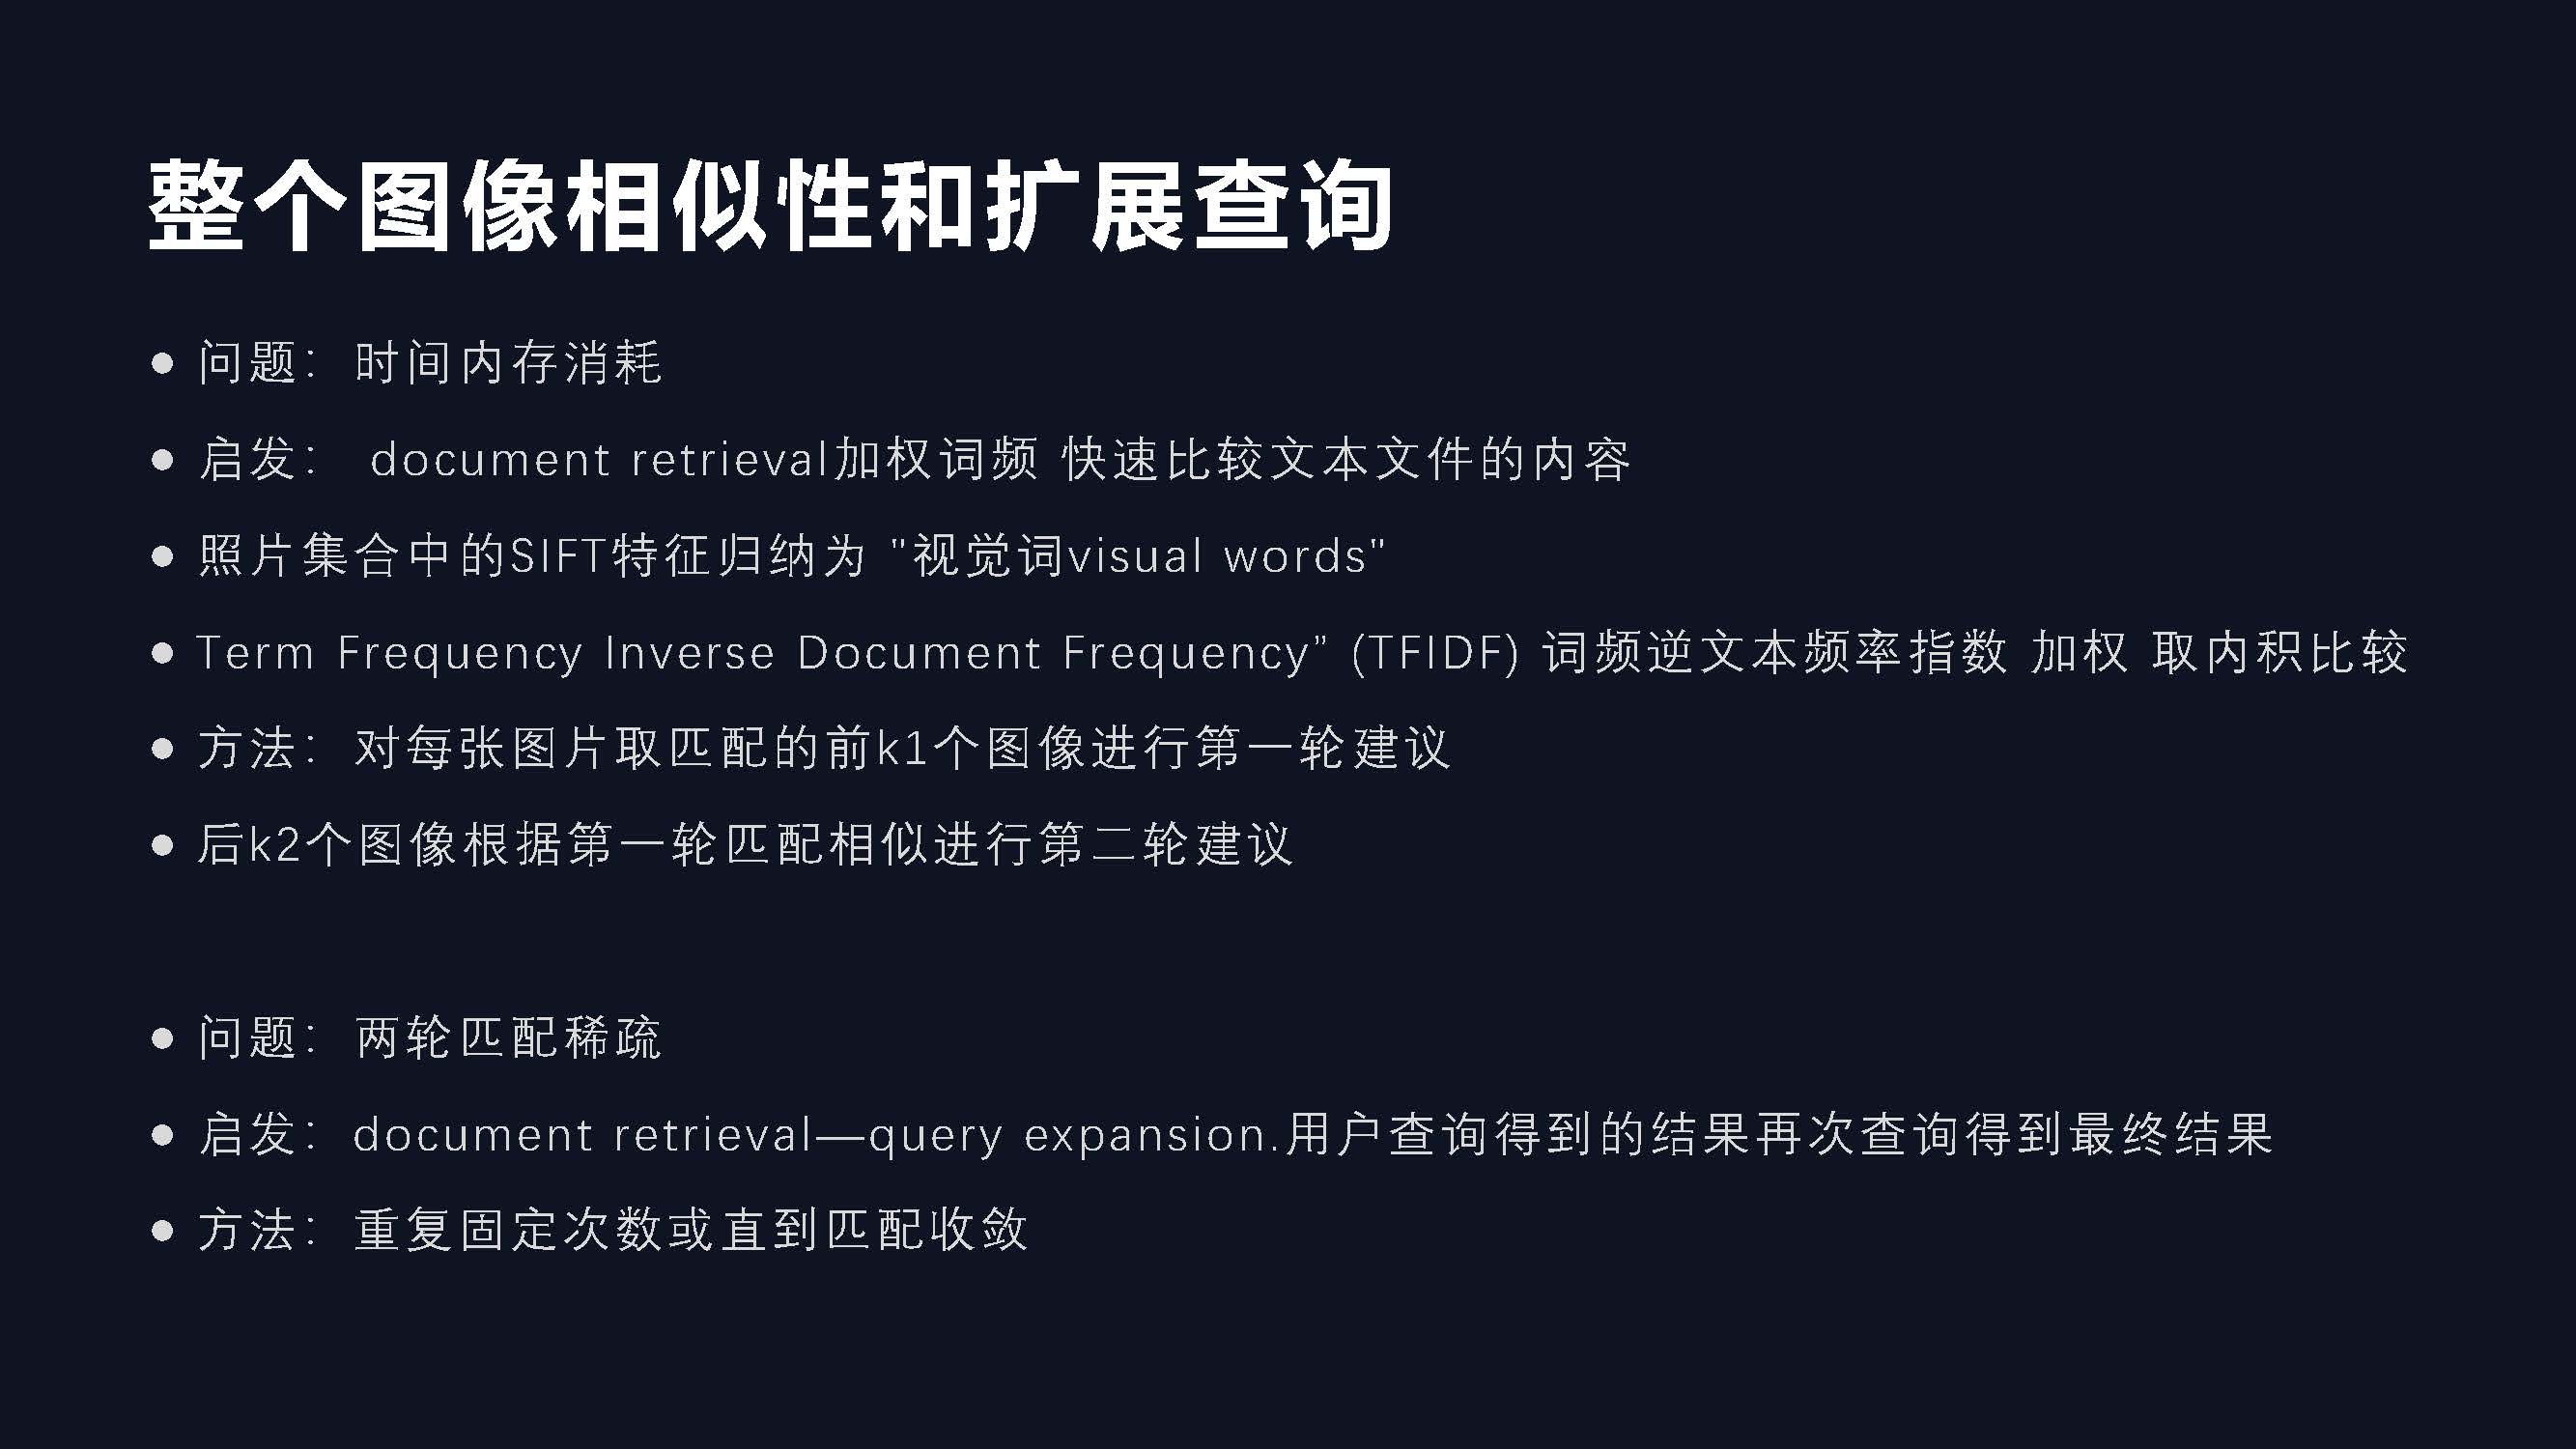 整个图像相似性和扩展查询
● 问题：时间内存消耗
● 启发： document retrieval加权词频 快速比较文本文件的内容
● 照片集合中的SIFT特征归纳为 "视觉词visual words"
● Term Frequency Inverse Document Frequency” (TFIDF) 词频逆文本频率指数 加权 取内积比较
● 方法：对每张图片取匹配的前k1个图像进行第一轮建议
● 后k2个图像根据第一轮匹配相似进行第二轮建议
● 问题：两轮匹配稀疏
● 启发：document retrieval—query expansion.用户查询得到的结果再次查询得到最终结果
● 方法：重复固定次数或直到匹配收敛